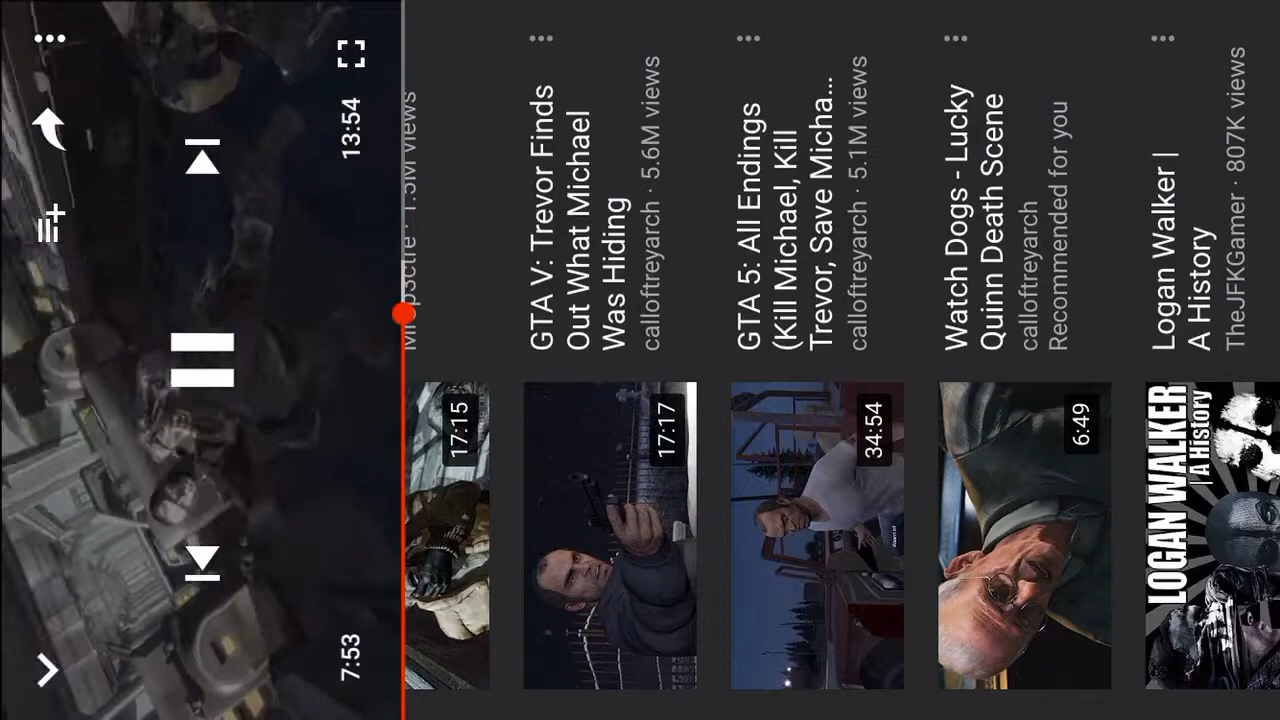 7:53
13:54
1.5M views
17:15
GTA V: Trevor Finds
Out What Michael
Was Hiding
calloftreyarch · 5.6M views
17:17
GTA 5: All Endings
(Kill Michael, Kill
Trevor, Save Micha...
calloftreyarch · 5.1M views
34:54
Watch Dogs - Lucky
Quinn Death Scene
calloftreyarch
Recommended for you
6:49
Logan Walker |
A History
TheJFKGamer · 807K views
LOGAN WALKER
| A History